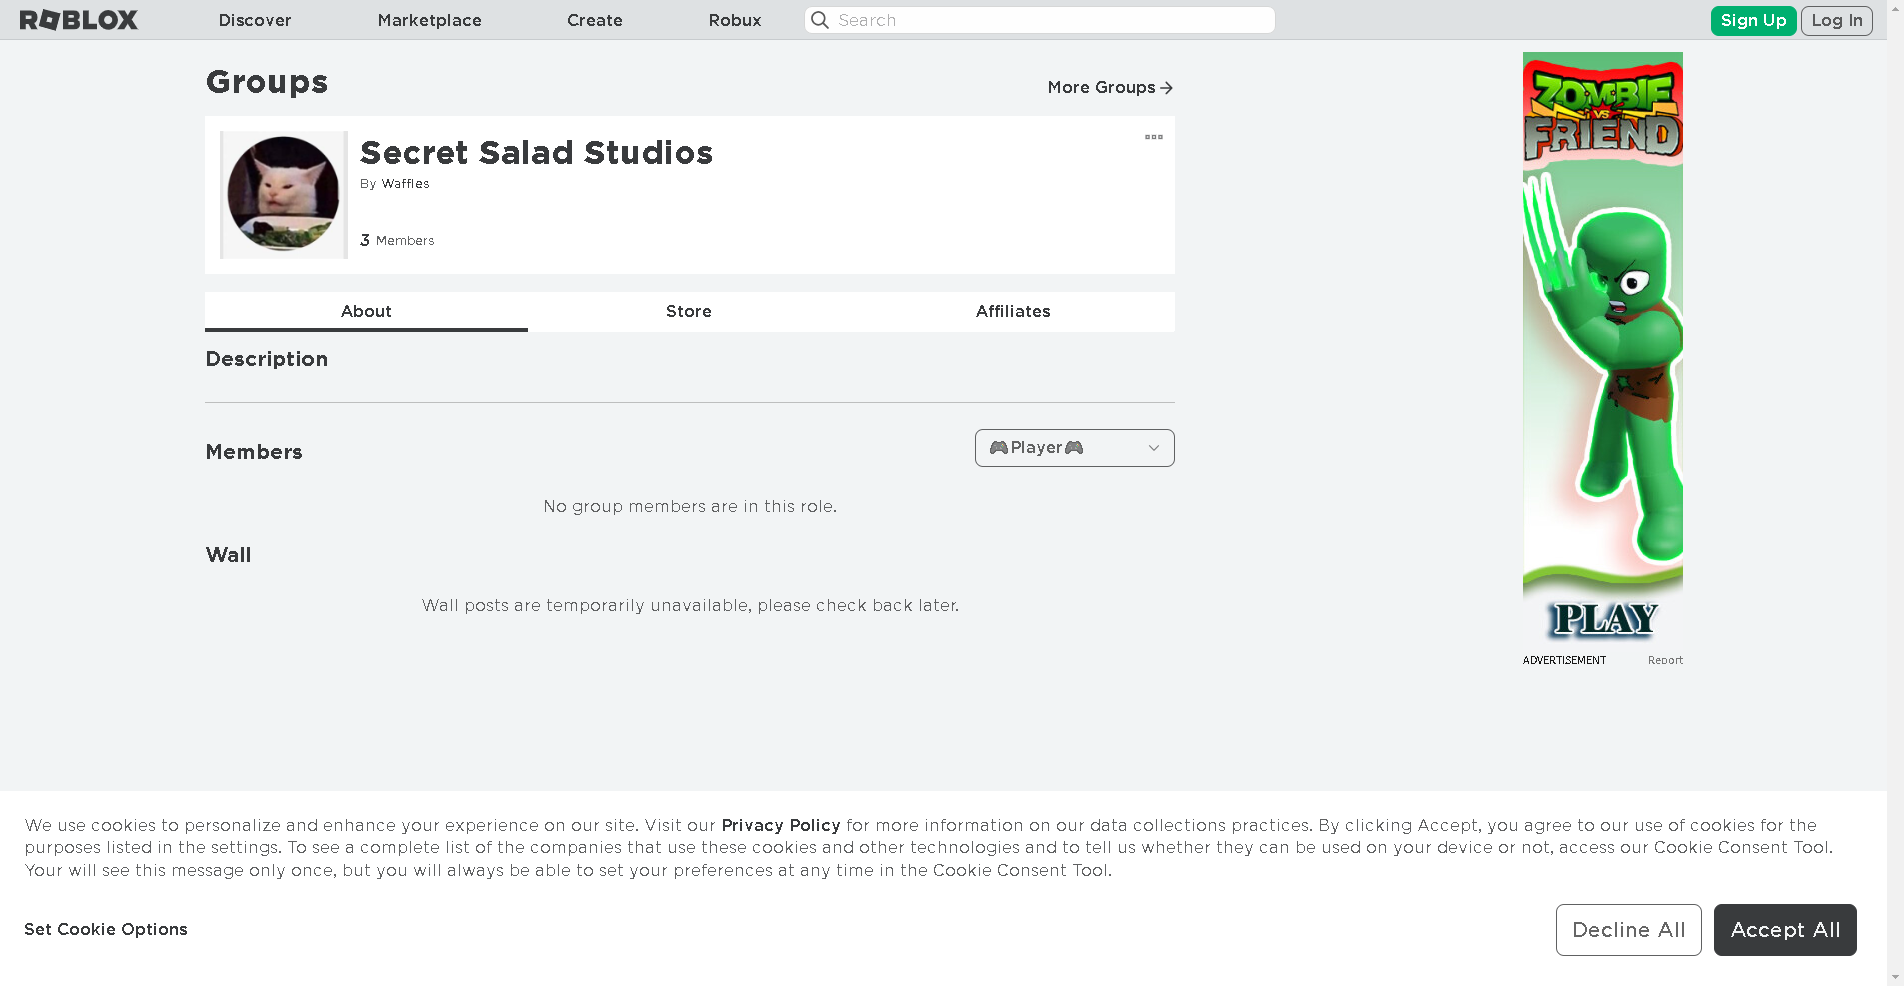 ROBLOX
Discover
Marketplace
Create
Robux
Search
Sign Up
Log In
Groups
More Groups
Secret Salad Studios
By Waffles
3 Members
About
Store
Affiliates
Description
Members
🎮Player🎮
No group members are in this role.
Wall
Wall posts are temporarily unavailable, please check back later.
ZOMBIE
VS
FRIEND
PLAY
ADVERTISEMENT
Report
We use cookies to personalize and enhance your experience on our site. Visit our Privacy Policy for more information on our data collections practices. By clicking Accept, you agree to our use of cookies for the
purposes listed in the settings. To see a complete list of the companies that use these cookies and other technologies and to tell us whether they can be used on your device or not, access our Cookie Consent Tool.
Your will see this message only once, but you will always be able to set your preferences at any time in the Cookie Consent Tool.
Set Cookie Options
Decline All
Accept All